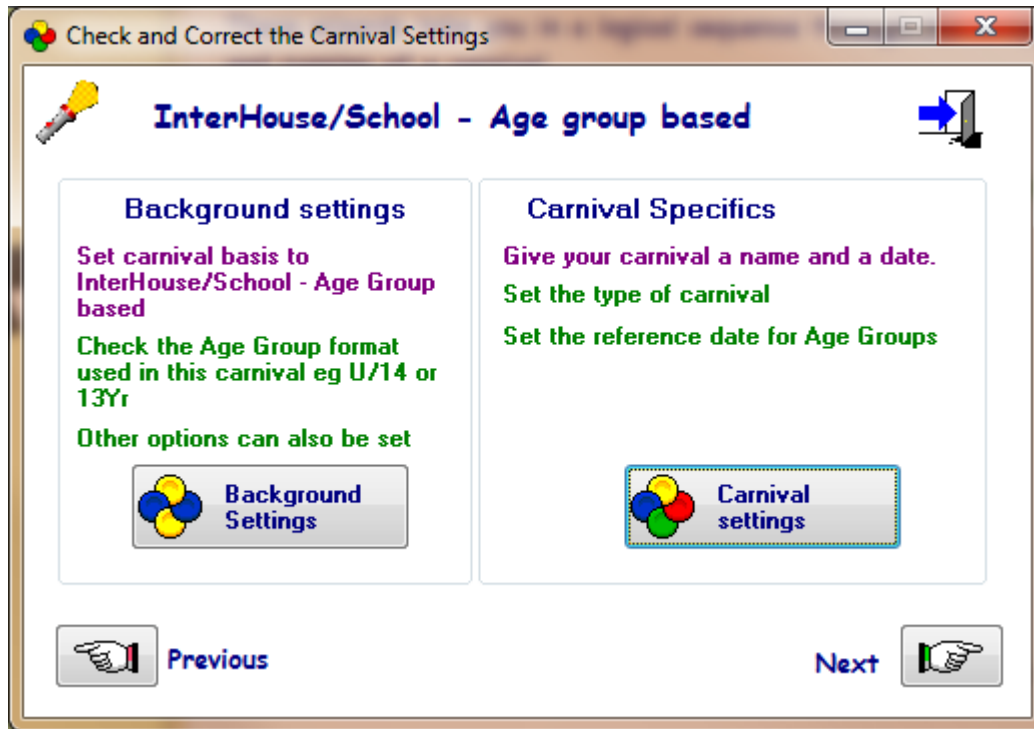 Check and Correct the Carnival Settings
InterHouse/School - Age group based
Background settings
Set carnival basis to
InterHouse/School - Age Group
based
Check the Age Group format
used in this carnival eg U/14 or
13Yr
Other options can also be set
Background
Settings
Carnival Specifics
Give your carnival a name and a date.
Set the type of carnival
Set the reference date for Age Groups
Carnival
settings
Previous
Next